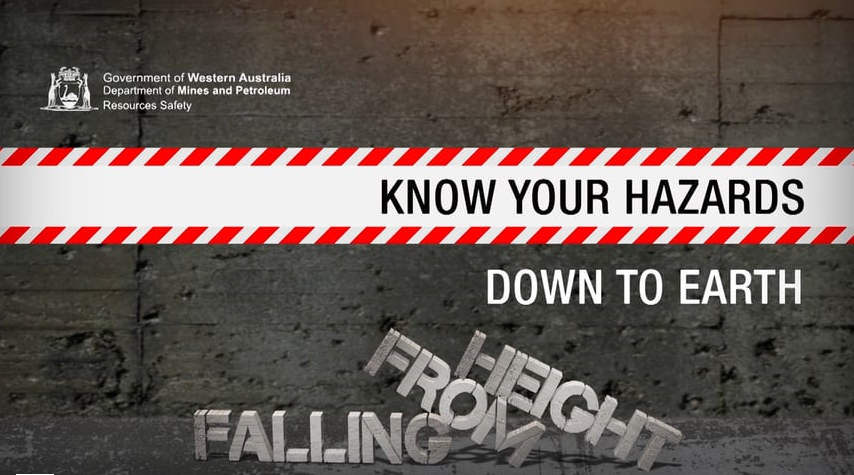 Government of Western Australia
Department of Mines and Petroleum
Resources Safety
KNOW YOUR HAZARDS
DOWN TO EARTH
FALLING FROM HEIGHT